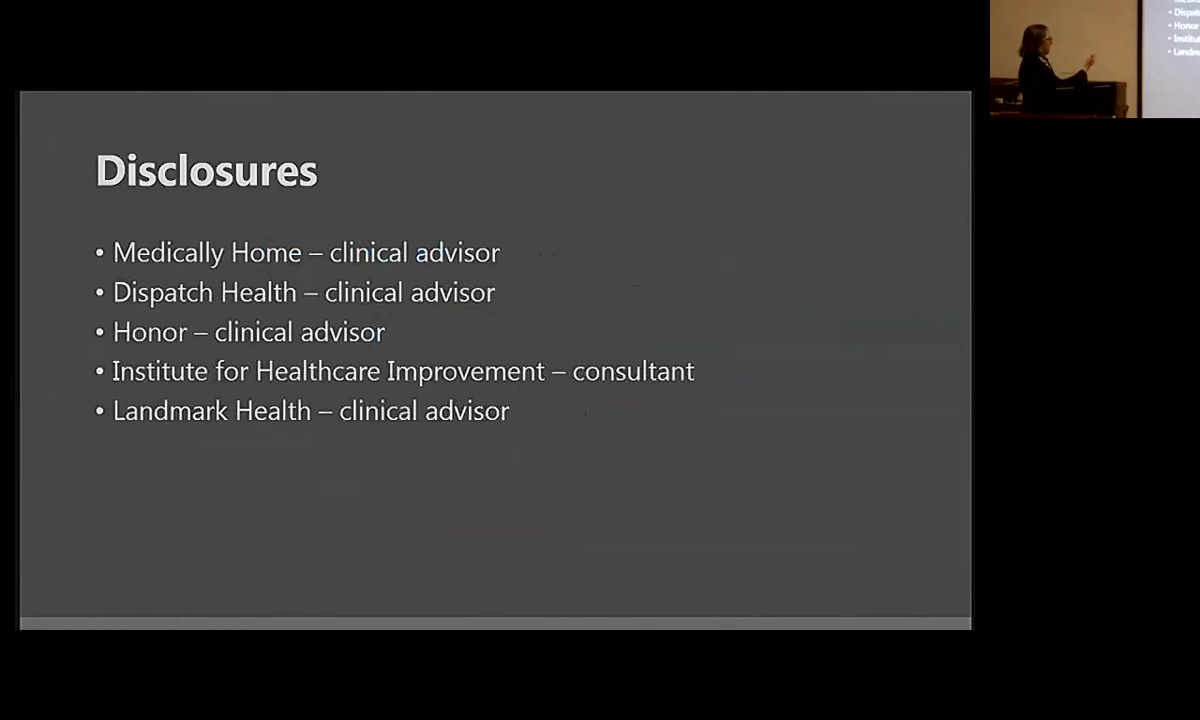 Disclosures
• Medically Home – clinical advisor
• Dispatch Health – clinical advisor
• Honor – clinical advisor
• Institute for Healthcare Improvement – consultant
• Landmark Health – clinical advisor